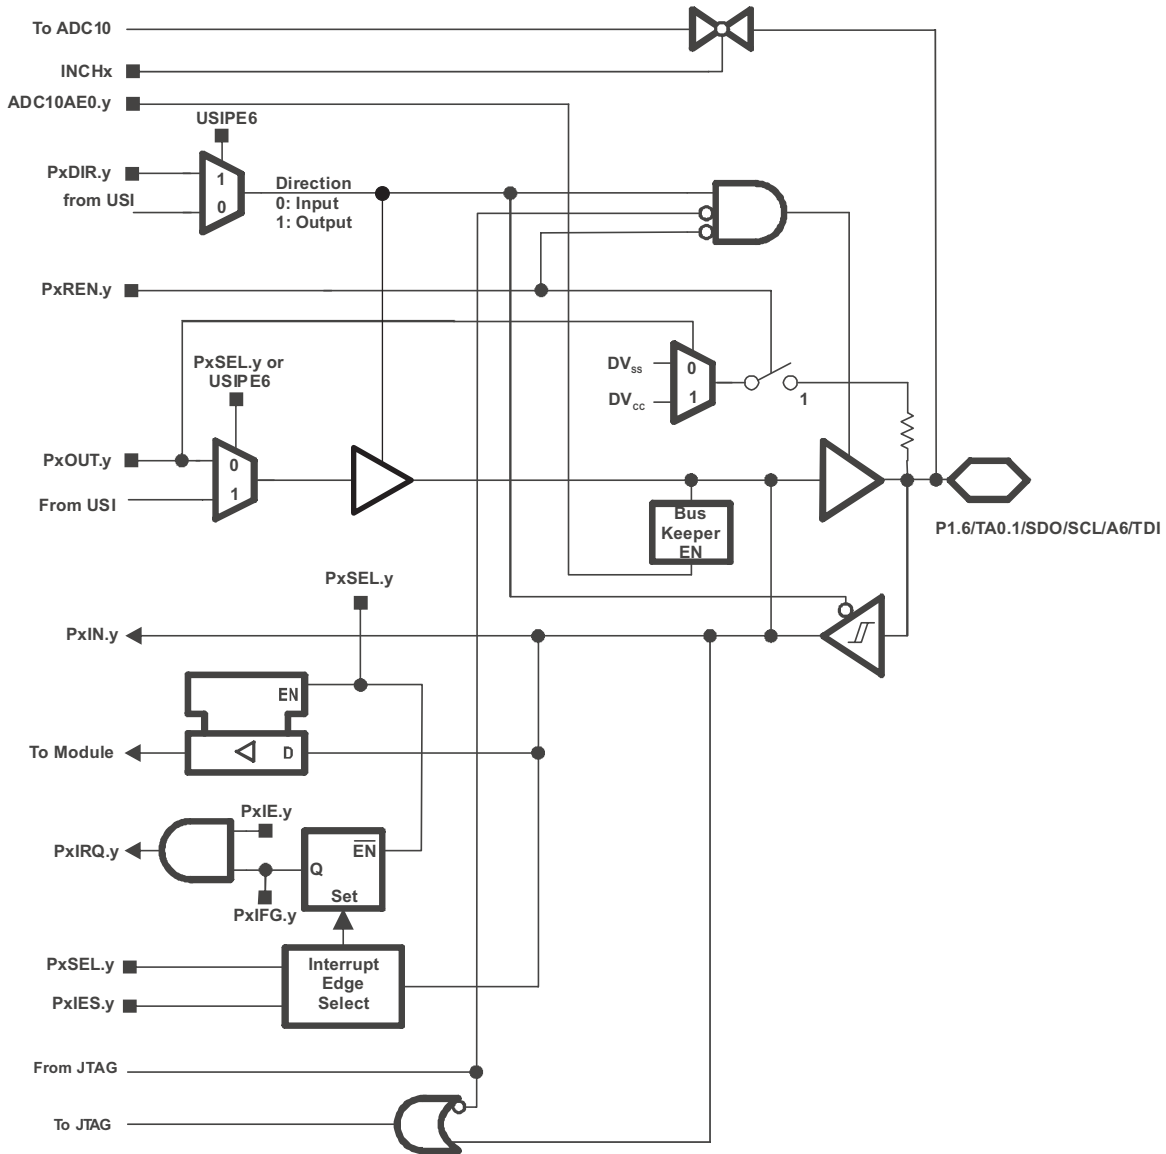 To ADC10
INCHx
ADC10AE0.y
USIPE6
PxDIR.y
1
from USI
0
Direction
0: Input
1: Output
PxREN.y
PxSEL.y or
USIPE6
DVSS
0
DVCC
1
1
PxOUT.y
0
From USI
1
Bus
Keeper
EN
P1.6/TA0.1/SDO/SCL/A6/TDI
PxSEL.y
PxIN.y
EN
To Module
D
PxIE.y
PxIRQ.y
EN
Q
Set
PxIFG.y
PxSEL.y
PxIES.y
Interrupt
Edge
Select
From JTAG
To JTAG